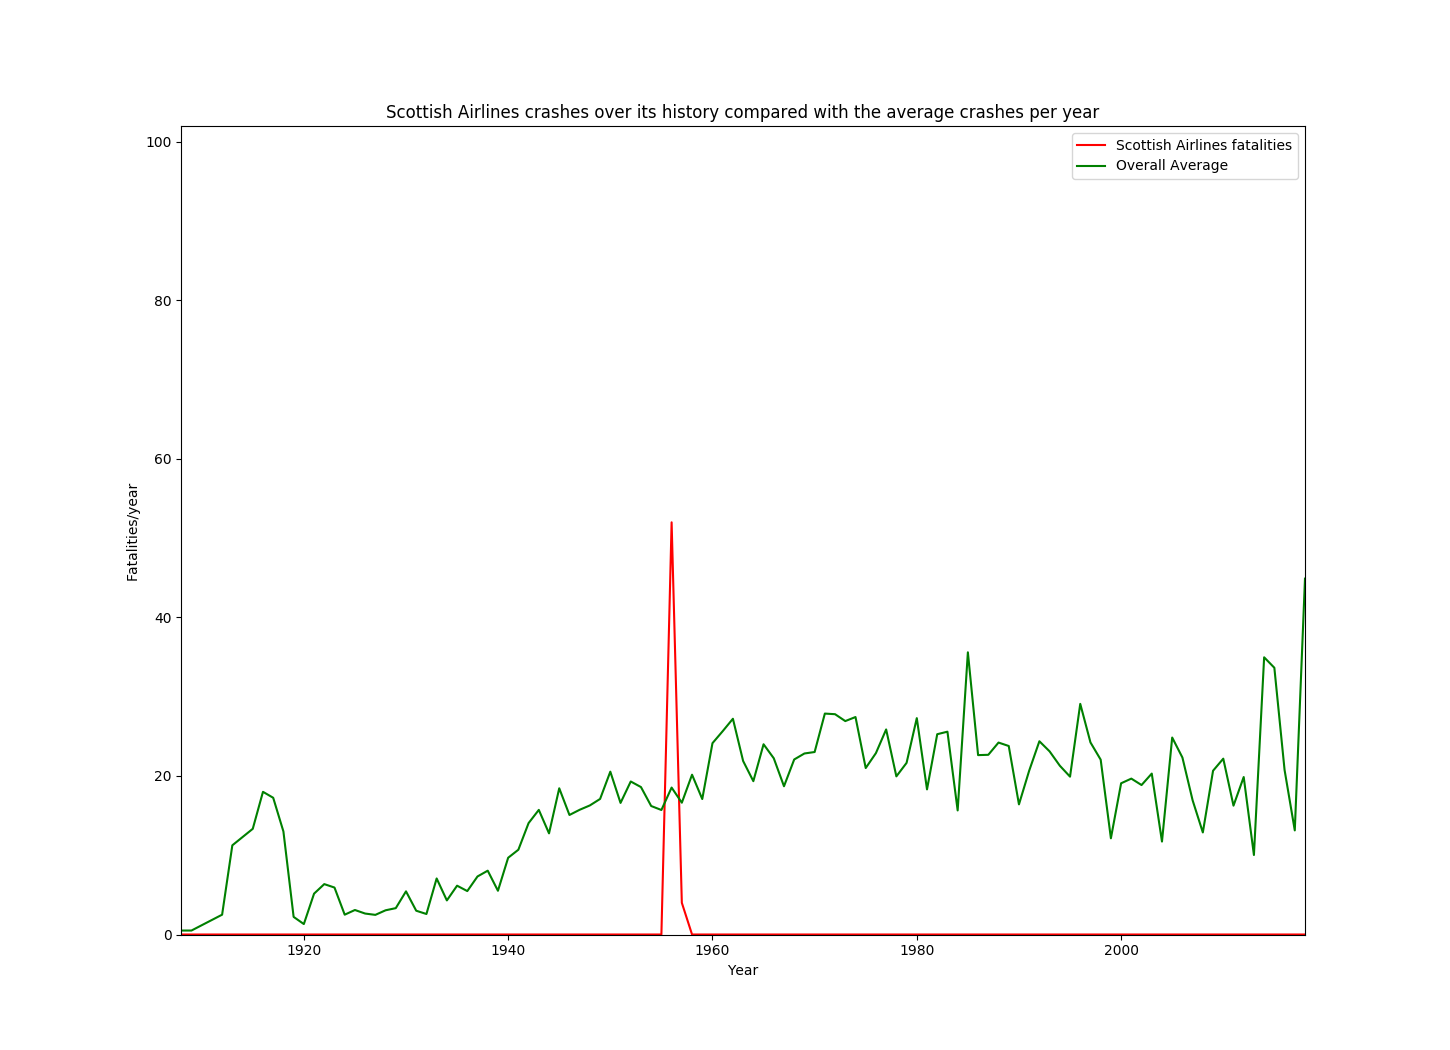 Scottish Airlines crashes over its history compared with the average crashes per year
Scottish Airlines fatalities
Overall Average
Fatalities/year
100
80
60
40
20
0
1920 1940 1960 1980 2000
Year